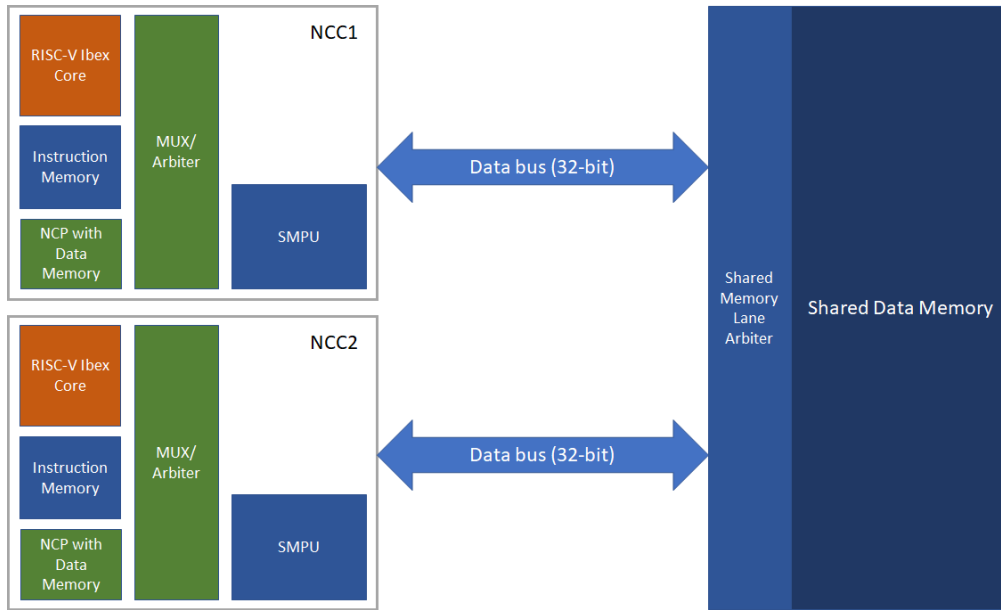 NCC1
RISC-V Ibex
Core
Instruction
Memory
NCP with
Data
Memory
MUX/
Arbiter
SMPU
Data bus (32-bit)
NCC2
RISC-V Ibex
Core
Instruction
Memory
NCP with
Data
Memory
MUX/
Arbiter
SMPU
Data bus (32-bit)
Shared
Memory
Lane
Arbiter
Shared Data Memory